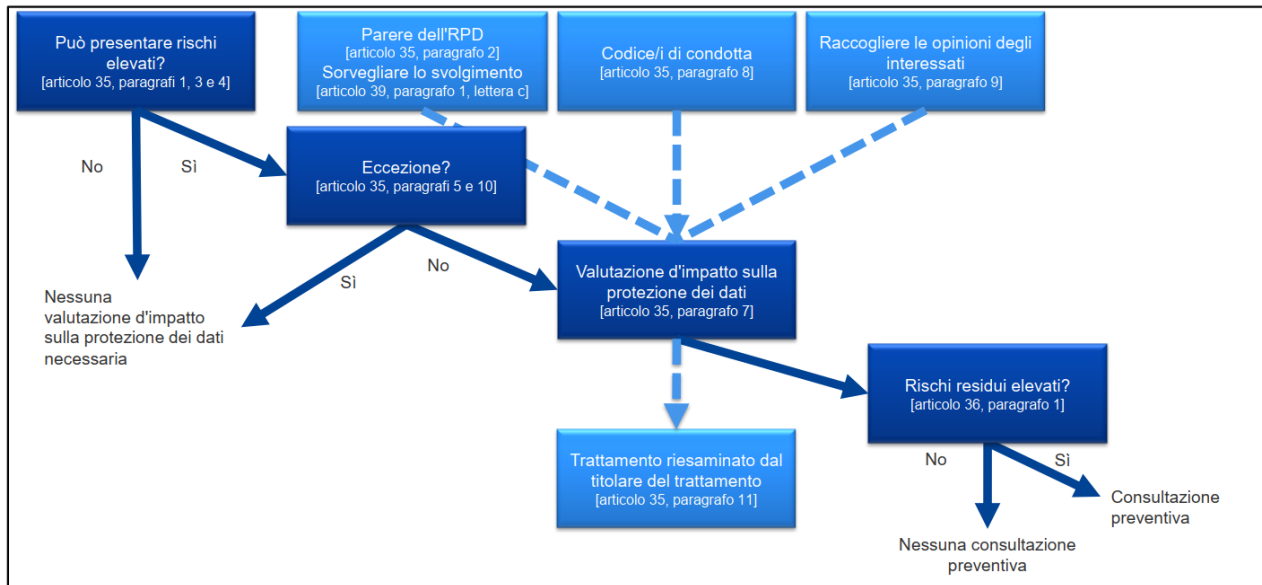 Può presentare rischi
elevati?
[articolo 35, paragrafi 1, 3 e 4]
Parere dell'RPD
[articolo 35, paragrafo 2]
Sorvegliare lo svolgimento
[articolo 39, paragrafo 1, lettera c]
Codice/i di condotta
[articolo 35, paragrafo 8]
Raccogliere le opinioni degli
interessati
[articolo 35, paragrafo 9]
No
Sì
Eccezione?
[articolo 35, paragrafi 5 e 10]
Sì
No
Nessuna
valutazione d'impatto
sulla protezione dei dati
necessaria
Valutazione d'impatto sulla
protezione dei dati
[articolo 35, paragrafo 7]
Rischi residui elevati?
[articolo 36, paragrafo 1]
Trattamento riesaminato dal
titolare del trattamento
[articolo 35, paragrafo 11]
No
Sì
Consultazione
preventiva
Nessuna consultazione
preventiva